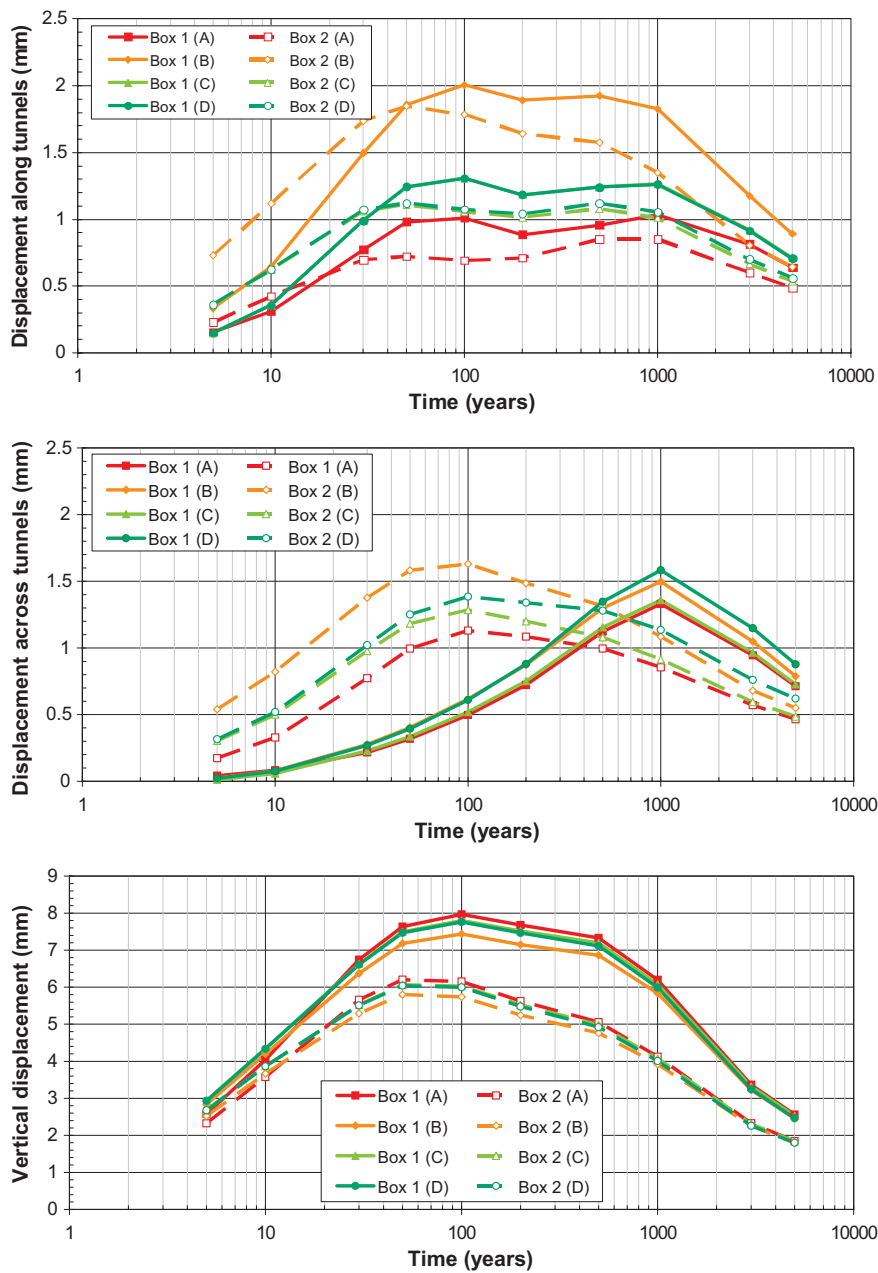 Displacement along tunnels (mm)
2.5
2
1.5
1
0.5
0
Box 1 (A) Box 2 (A)
Box 1 (B) Box 2 (B)
Box 1 (C) Box 2 (C)
Box 1 (D) Box 2 (D)
1 10 100 1000 10000
Time (years)
Displacement across tunnels (mm)
2.5
2
1.5
1
0.5
0
Box 1 (A) Box 1 (A)
Box 1 (B) Box 2 (B)
Box 1 (C) Box 2 (C)
Box 1 (D) Box 2 (D)
1 10 100 1000 10000
Time (years)
Vertical displacement (mm)
9
8
7
6
5
4
3
2
1
0
Box 1 (A) Box 2 (A)
Box 1 (B) Box 2 (B)
Box 1 (C) Box 2 (C)
Box 1 (D) Box 2 (D)
1 10 100 1000 10000
Time (years)